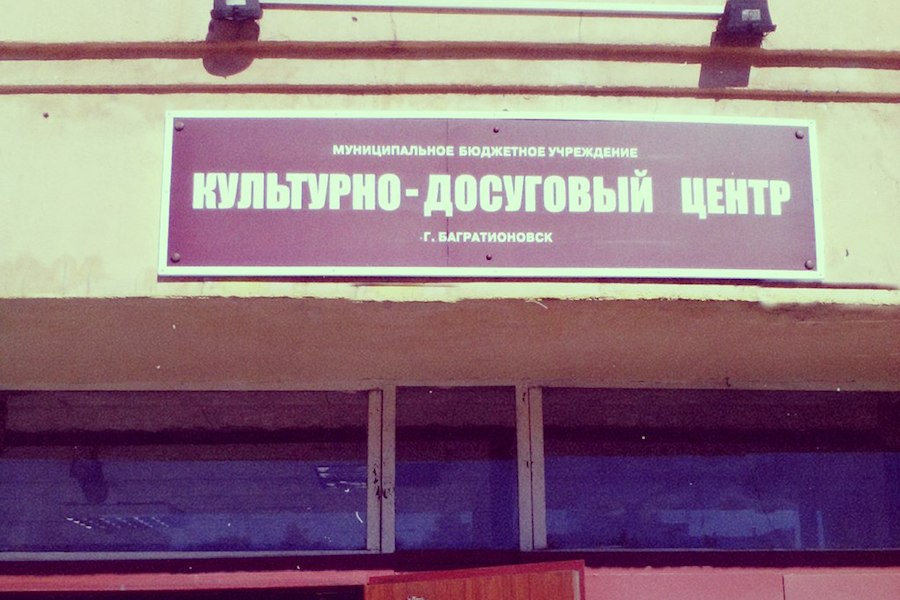 МУНИЦИПАЛЬНОЕ БЮДЖЕТНОЕ УЧРЕЖДЕНИЕ
КУЛЬТУРНО-ДОСУГОВЫЙ ЦЕНТР
Г. БАГРАТИОНОВСК